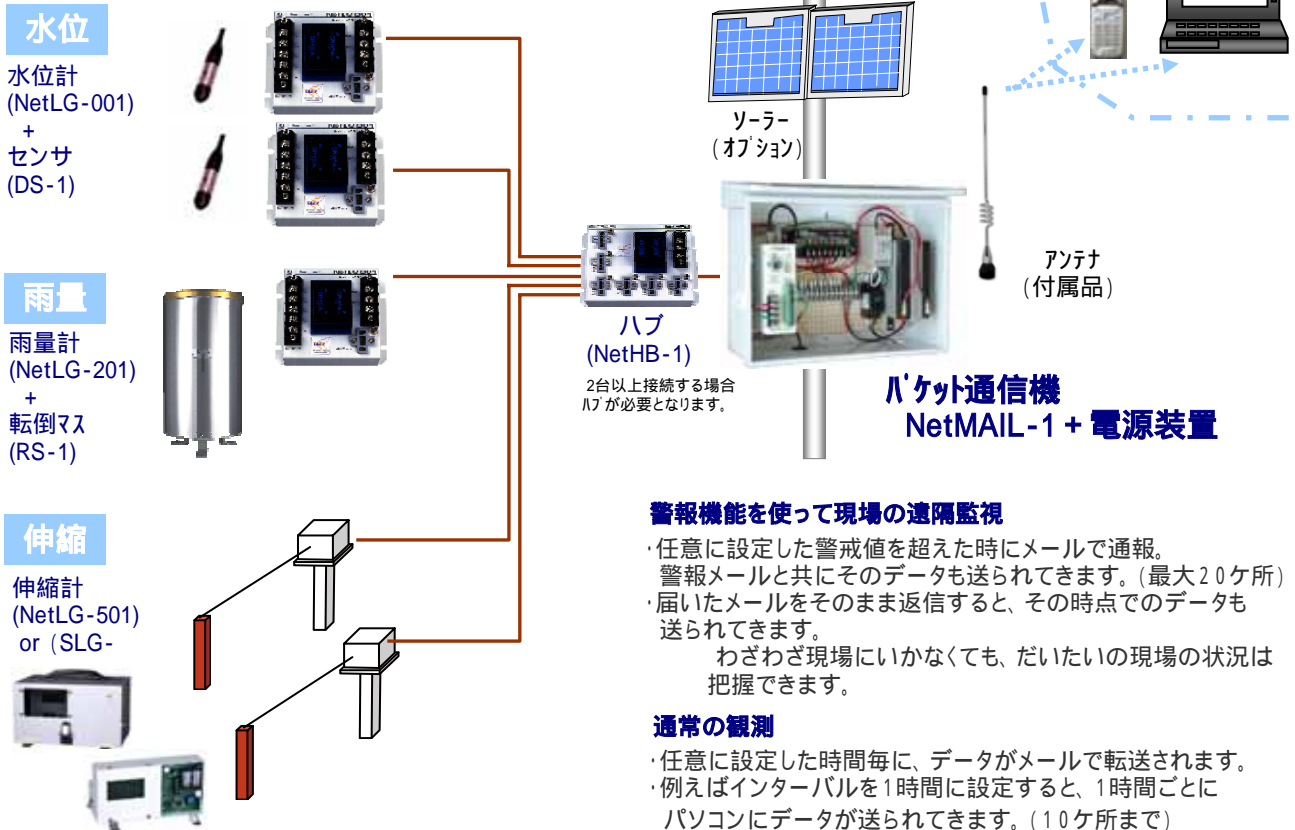 水位
水位計
(NetLG-001)
+
センサ
(DS-1)
雨量
雨量計
(NetLG-201)
+
転倒マス
(RS-1)
伸縮
伸縮計
(NetLG-501)
or (SLG-
ソーラー
(オプション)
アンテナ
(付属品)
ハブ
(NetHB-1)
2台以上接続する場合
ハブが必要となります。
パケット通信機
NetMAIL-1 + 電源装置
警報機能を使って現場の遠隔監視
・任意に設定した警戒値を超えた時にメールで通報。
警報メールと共にそのデータも送られてきます。(最大20ケ所)
・届いたメールをそのまま返信すると、その時点でのデータも
送られてきます。
わざわざ現場にいかなくても、だいたいの現場の状況は
把握できます。
通常の観測
・任意に設定した時間毎に、データがメールで転送されます。
・例えばインターバルを1時間に設定すると、1時間ごとに
パソコンにデータが送られてきます。(10ケ所まで)